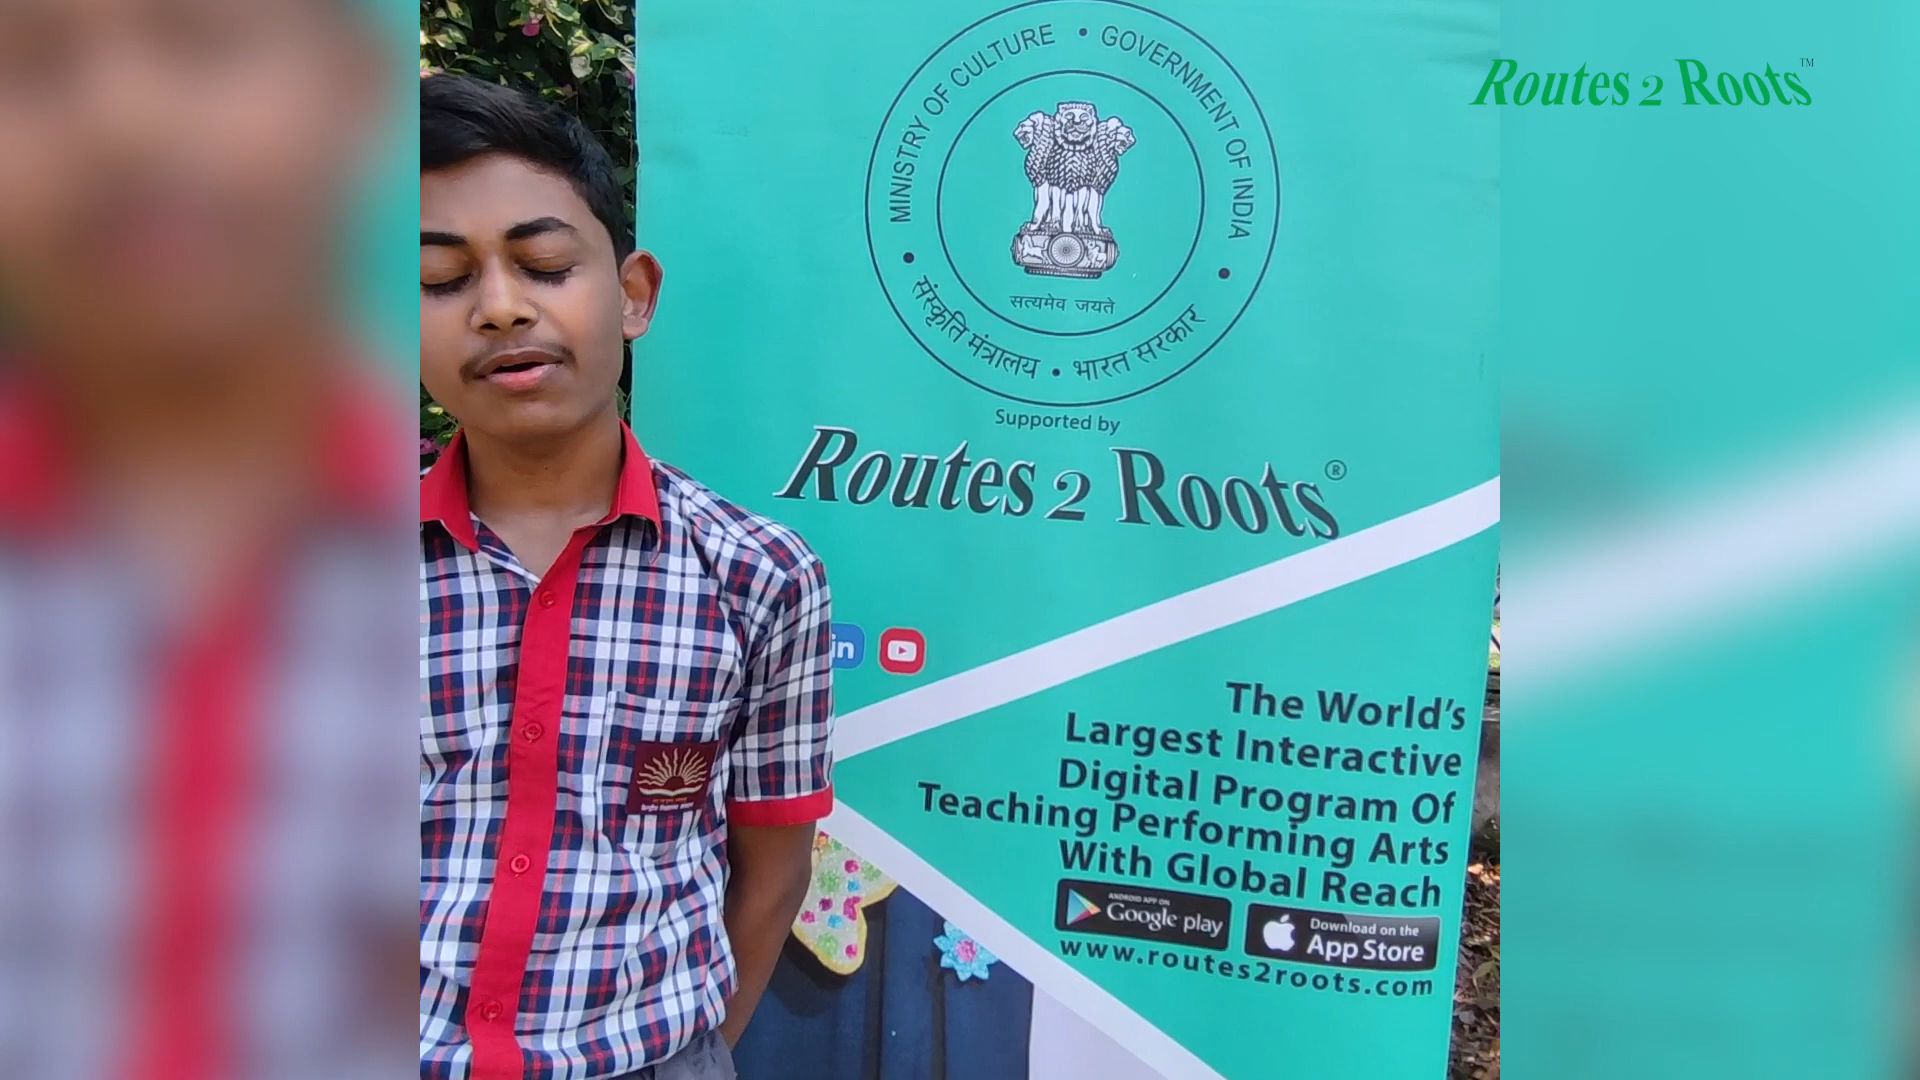 Routes 2 Roots™
MINISTRY OF CULTURE • GOVERNMENT OF INDIA
सत्यमेव जयते
संस्कृति मंत्रालय • भारत सरकार
Supported by
Routes 2 Roots®
in
The World's
Largest Interactive
Digital Program Of
Teaching Performing Arts
With Global Reach
ANDROID APP ON
Google play
Download on the
App Store
www.routes2roots.com